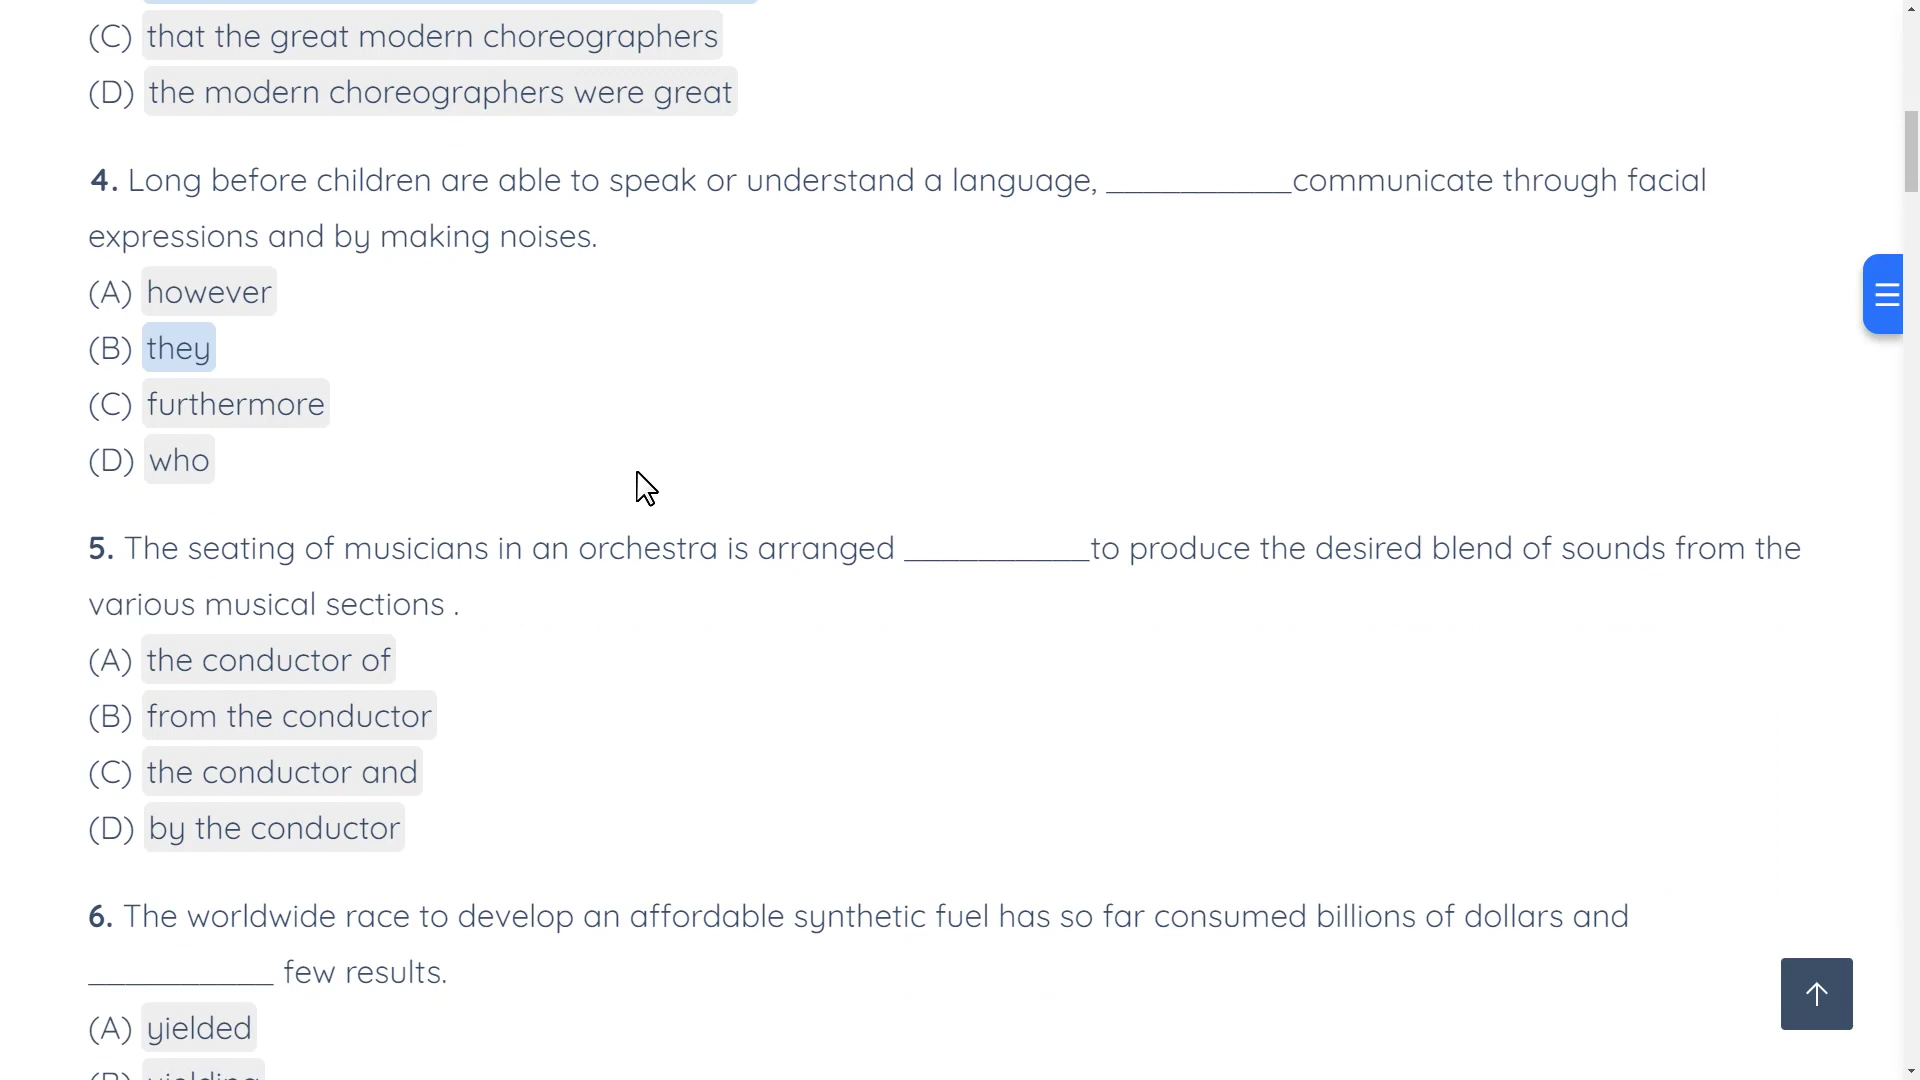 (C) that the great modern choreographers
(D) the modern choreographers were great
4. Long before children are able to speak or understand a language, __________communicate through facial
expressions and by making noises.
(A) however
(B) they
(C) furthermore
(D) who
5. The seating of musicians in an orchestra is arranged __________to produce the desired blend of sounds from the
various musical sections .
(A) the conductor of
(B) from the conductor
(C) the conductor and
(D) by the conductor
6. The worldwide race to develop an affordable synthetic fuel has so far consumed billions of dollars and
__________ few results.
(A) yielded
(B) yielding